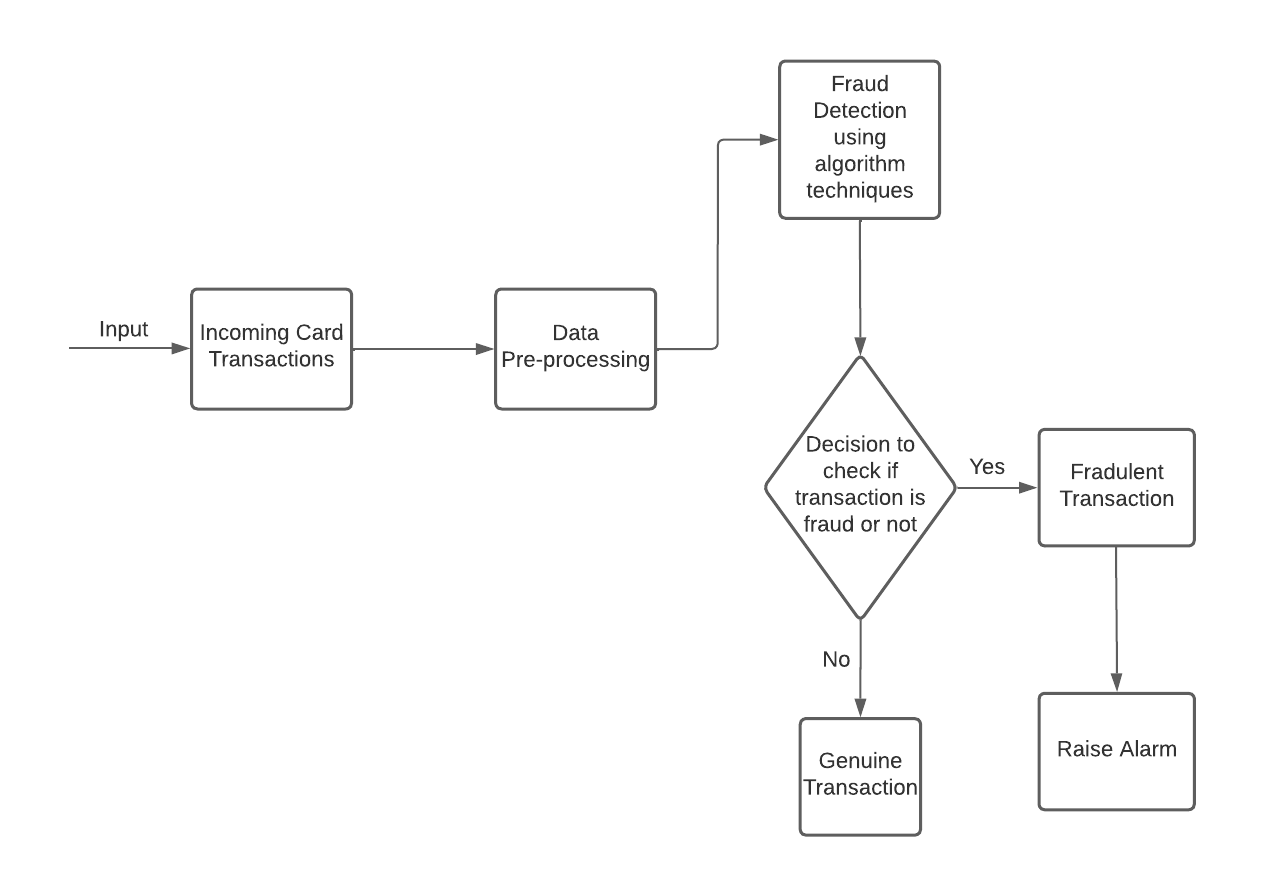 Input
Incoming Card
Transactions
Data
Pre-processing
Fraud
Detection
using
algorithm
techniques
Decision to
check if
transaction is
fraud or not
Yes
Fradulent
Transaction
No
Genuine
Transaction
Raise Alarm